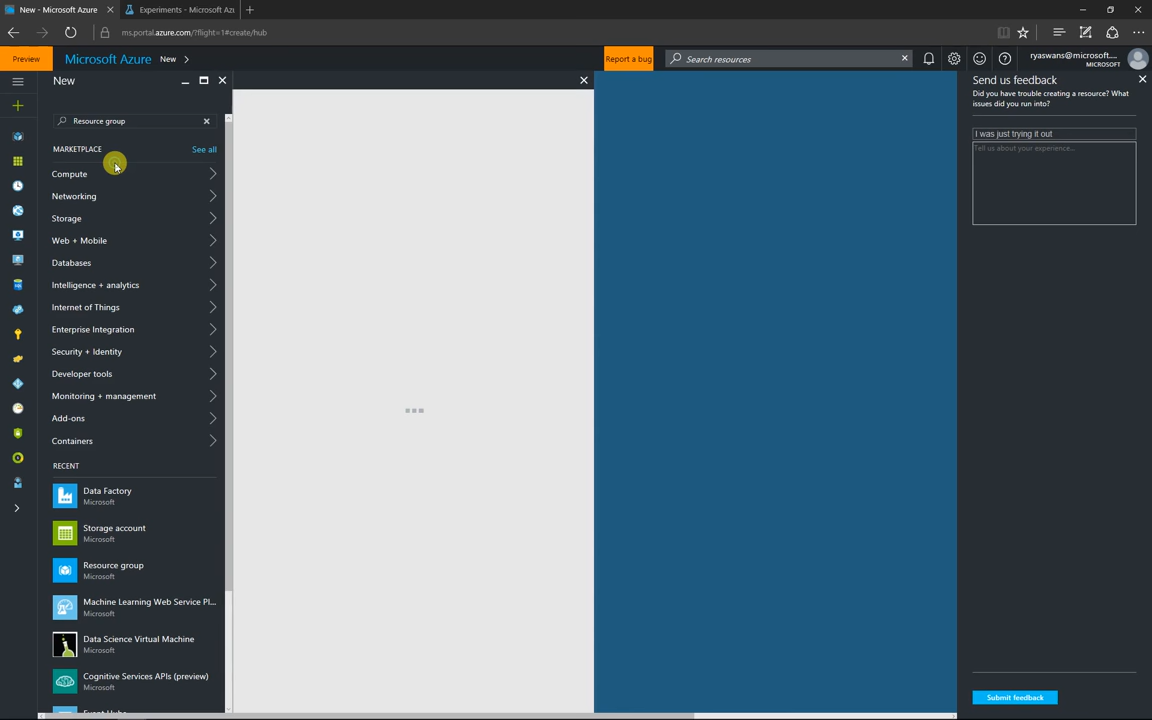 New - Microsoft Azure
Experiments - Microsoft Azu
ms.portal.azure.com/?flight=1#create/hub
Preview
Microsoft Azure
New
Report a bug
Search resources
ryaswans@microsoft....
MICROSOFT
New
Resource group
MARKETPLACE
See all
Compute
Networking
Storage
Web + Mobile
Databases
Intelligence + analytics
Internet of Things
Enterprise Integration
Security + Identity
Developer tools
Monitoring + management
Add-ons
Containers
RECENT
Data Factory
Microsoft
Storage account
Microsoft
Resource group
Microsoft
Machine Learning Web Service Pl...
Microsoft
Data Science Virtual Machine
Microsoft
Cognitive Services APIs (preview)
Microsoft
Event Hubs
Send us feedback
Did you have trouble creating a resource? What
issues did you run into?
I was just trying it out
Tell us about your experience...
Submit feedback